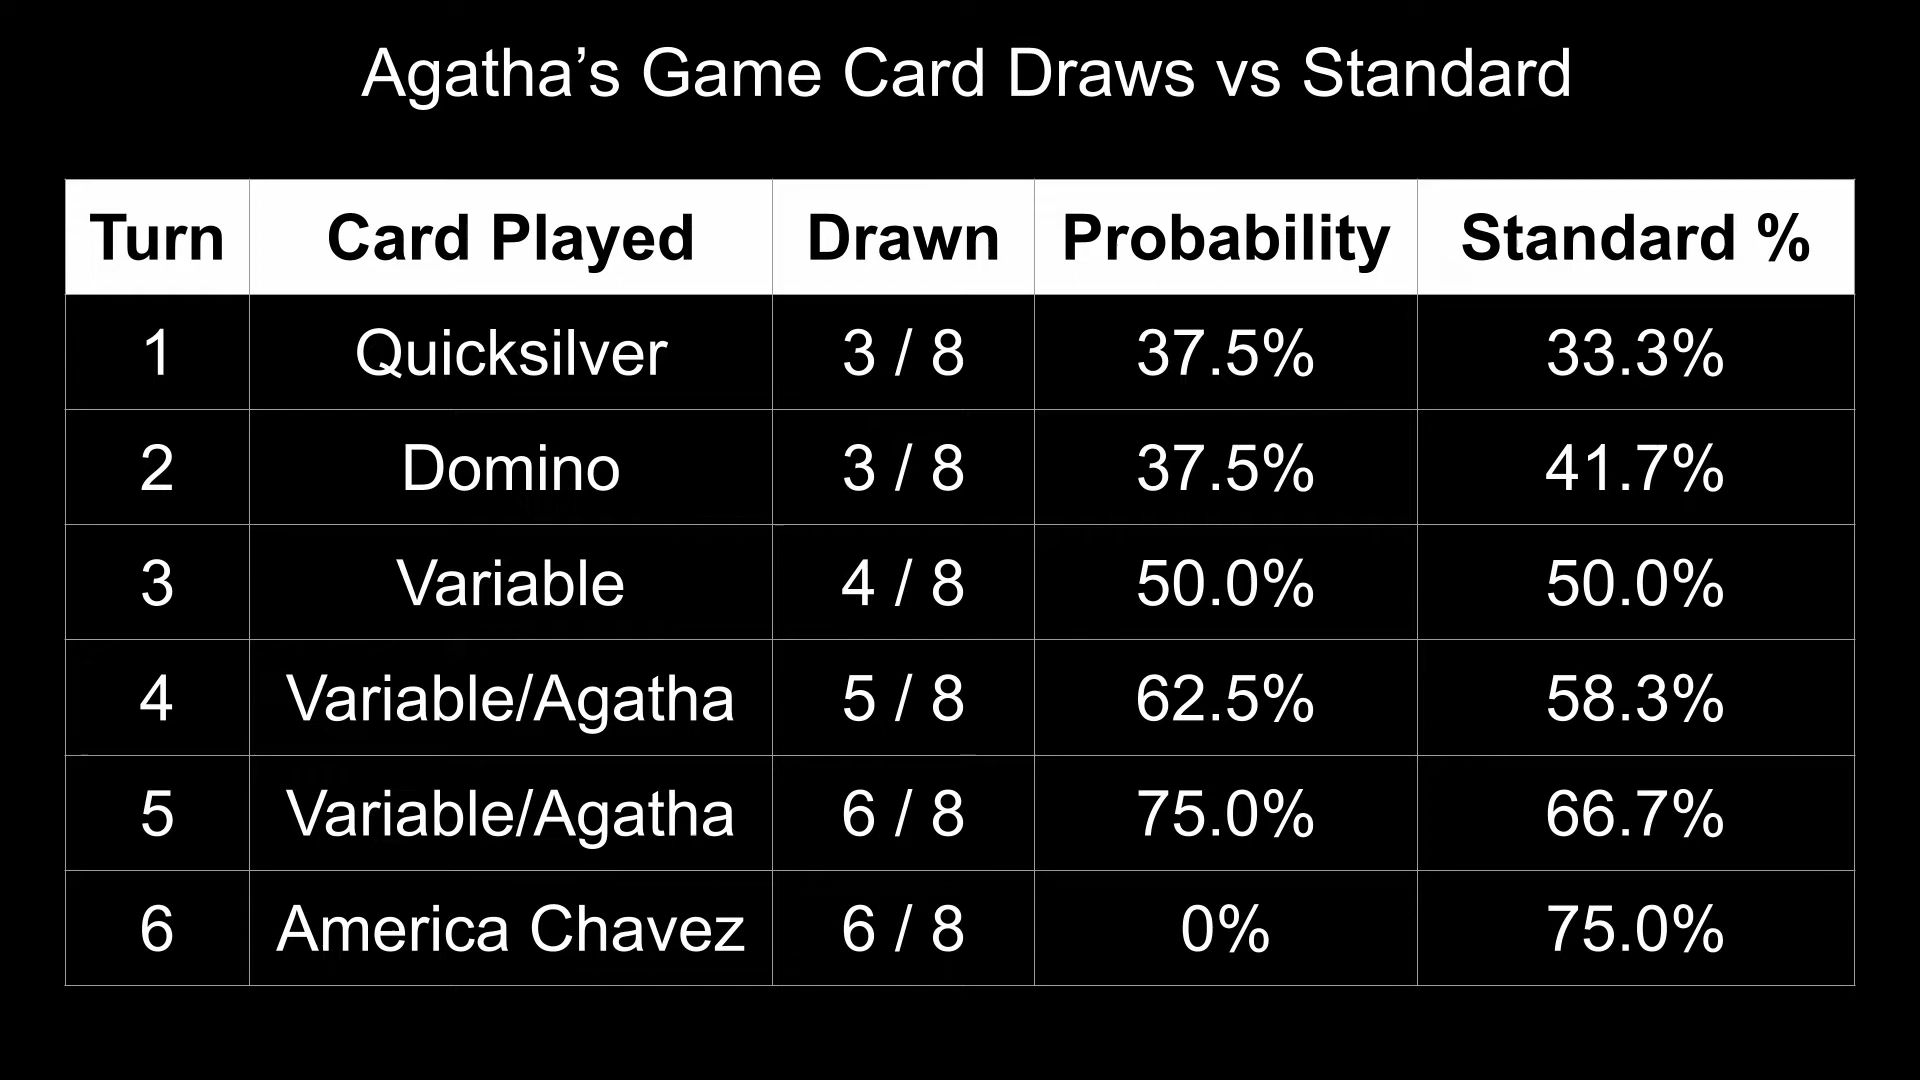 Agatha’s Game Card Draws vs Standard
Turn Card Played Drawn Probability Standard %
1 Quicksilver 3 / 8 37.5% 33.3%
2 Domino 3 / 8 37.5% 41.7%
3 Variable 4 / 8 50.0% 50.0%
4 Variable/Agatha 5 / 8 62.5% 58.3%
5 Variable/Agatha 6 / 8 75.0% 66.7%
6 America Chavez 6 / 8 0% 75.0%